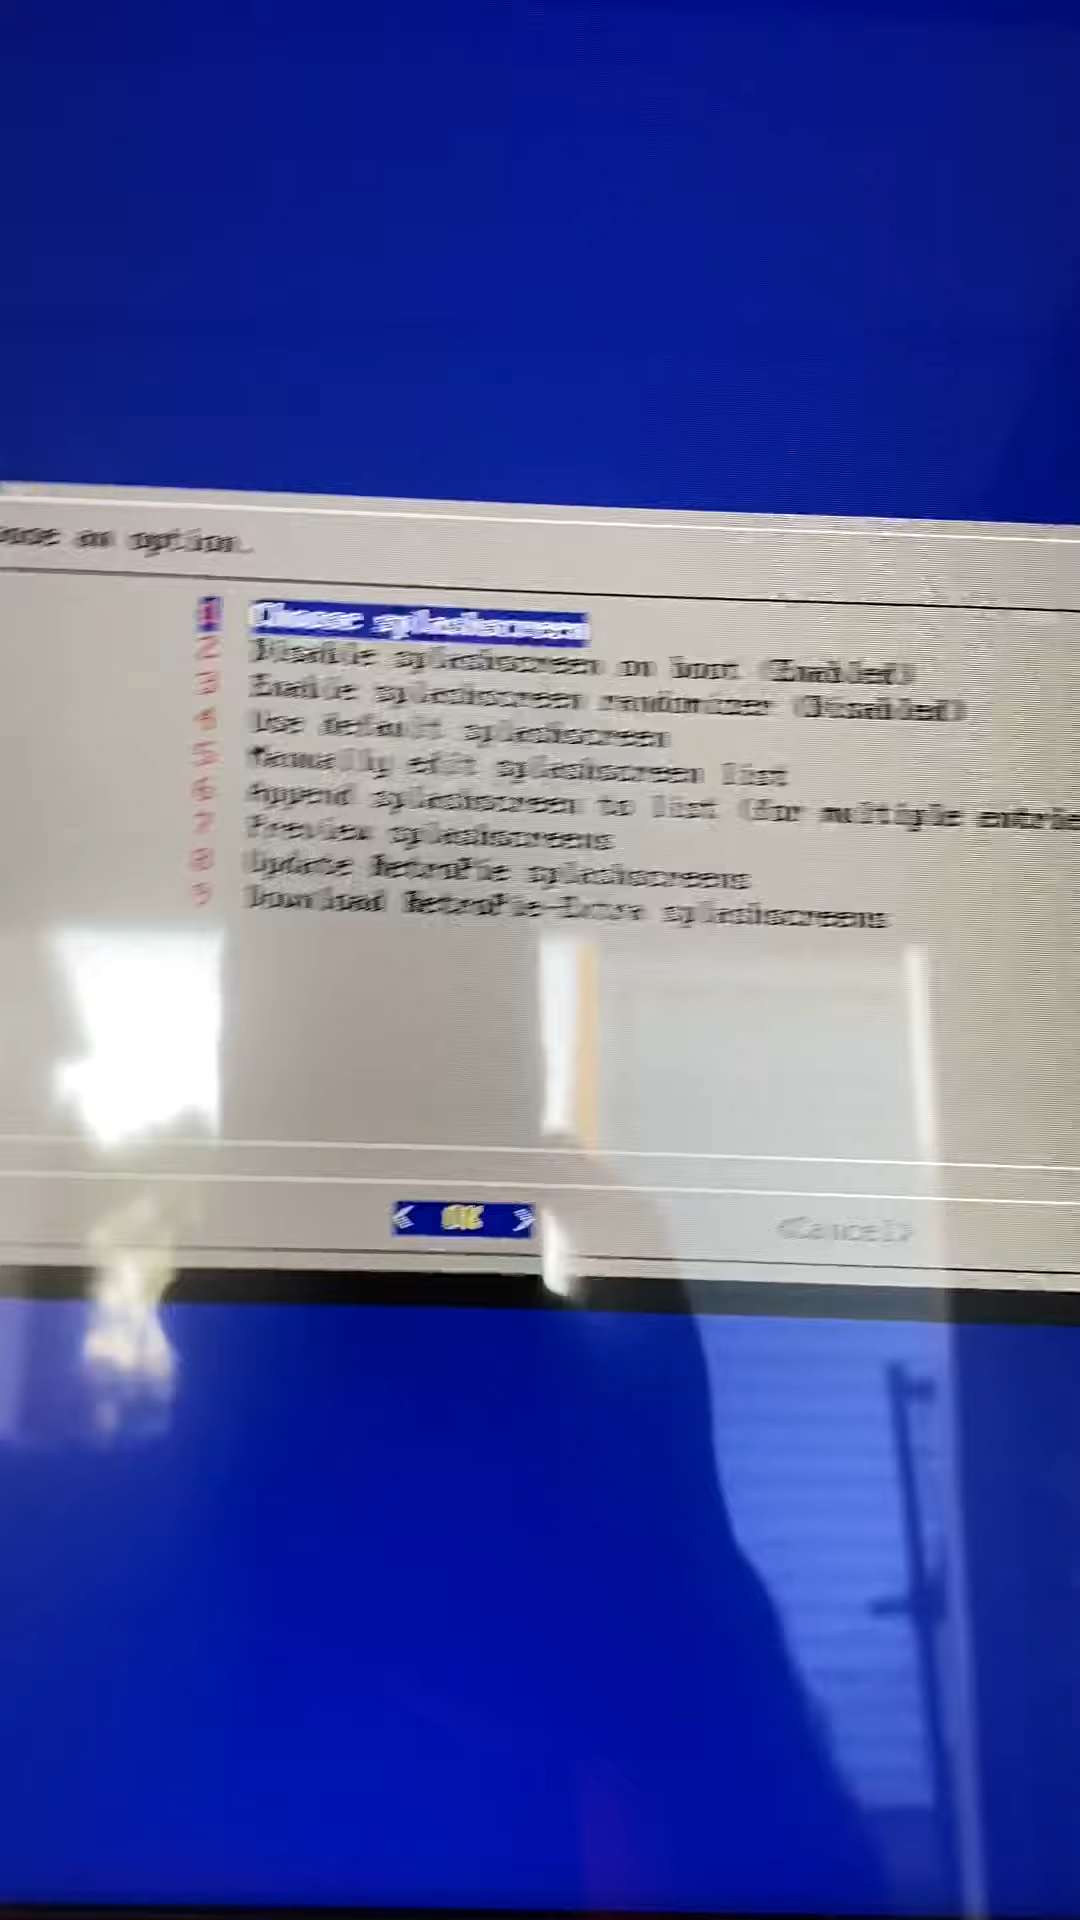 an option.
1 Choose splashscreen
2 Disable splashscreen on boot (Enabled)
3 Enable splashscreen randomizer (Disabled)
4 Use default splashscreen
5 Manually edit splashscreen list
6 Append splashscreen to list (for multiple
7 Preview splashscreens
8 Update RetroPie splashscreens
9 Download RetroPie-Extra splashscreens
< OK > <Cancel>